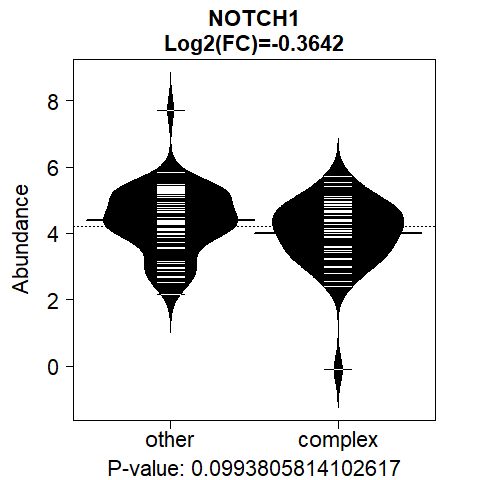 NOTCH1
Log2(FC)=-0.3642
Abundance
8
6
4
2
0
other complex
P-value: 0.0993805814102617